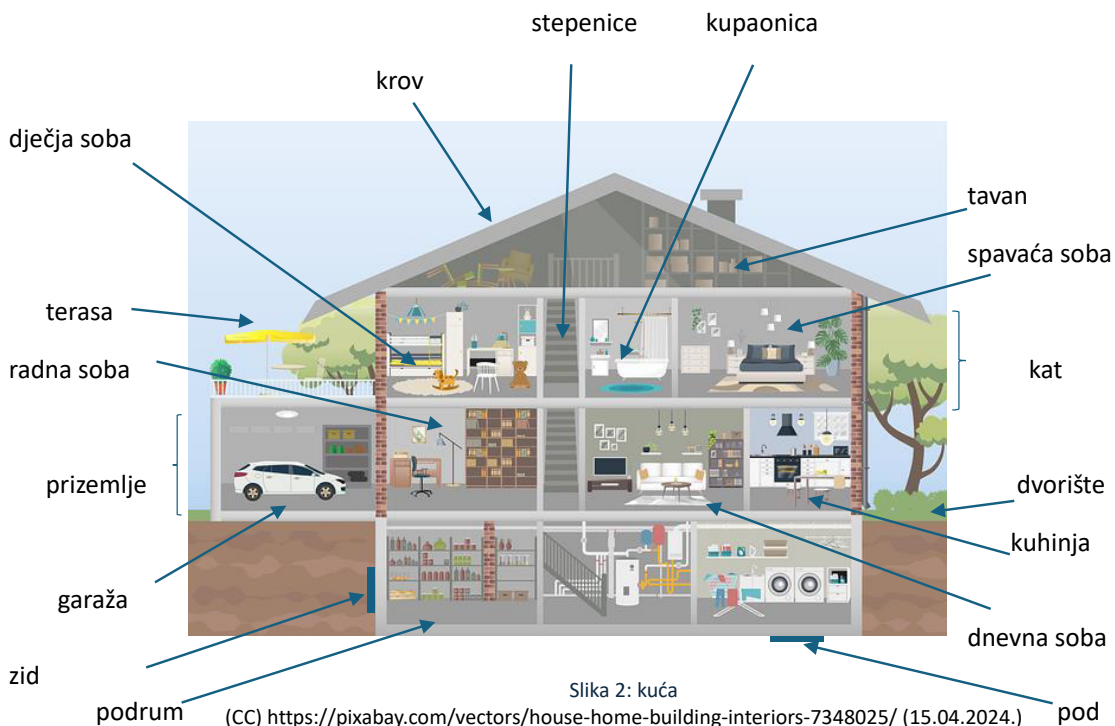 stepenice
kupaonica
krov
dječja soba
tavan
spavaća soba
terasa
radna soba
kat
prizemlje
dvorište
kuhinja
garaža
dnevna soba
zid
podrum
pod
Slika 2: kuća
(CC) https://pixabay.com/vectors/house-home-building-interiors-7348025/ (15.04.2024.)